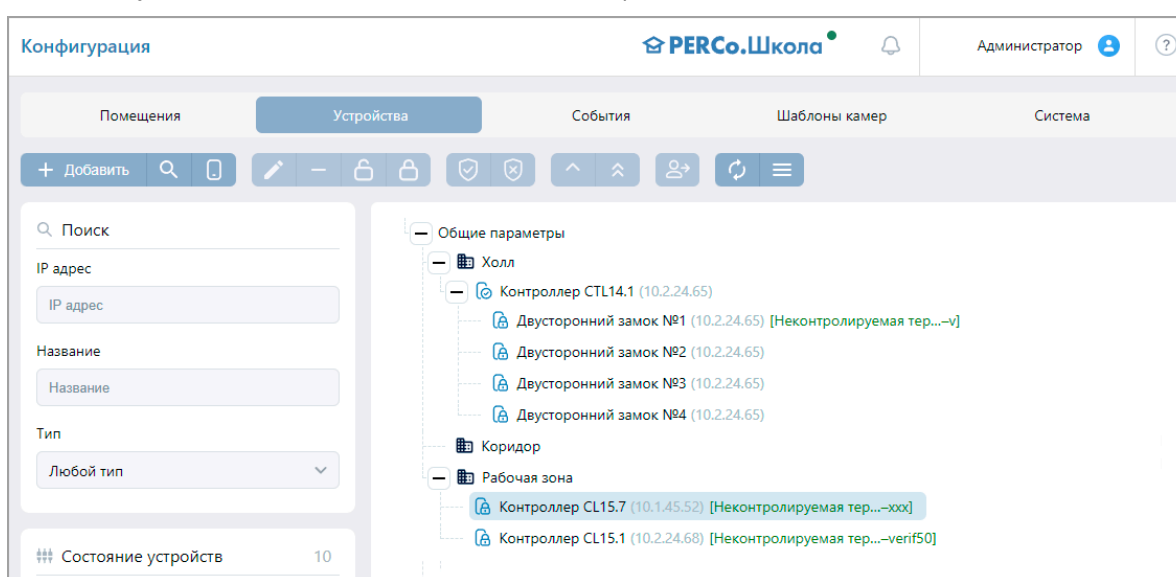 Конфигурация
PERCo.Школа
Администратор
?
Помещения
Устройства
События
Шаблоны камер
Система
+ Добавить
Поиск
IP адрес
IP адрес
Название
Название
Тип
Любой тип
Состояние устройств 10
Общие параметры
Холл
Контроллер CTL14.1 (10.2.24.65)
Двусторонний замок №1 (10.2.24.65) [Неконтролируемая тер...–v]
Двусторонний замок №2 (10.2.24.65)
Двусторонний замок №3 (10.2.24.65)
Двусторонний замок №4 (10.2.24.65)
Коридор
Рабочая зона
Контроллер CL15.7 (10.1.45.52) [Неконтролируемая тер...–xxx]
Контроллер CL15.1 (10.2.24.68) [Неконтролируемая тер...–verif50]